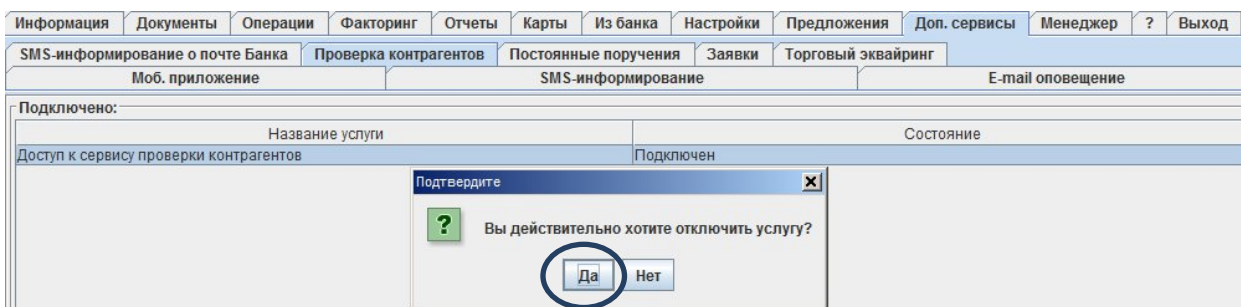 Информация Документы Операции Факторинг Отчеты Карты Из банка Настройки Предложения Доп. сервисы Менеджер ? Выход
SMS-информирование о почте Банка Проверка контрагентов Постоянные поручения Заявки Торговый эквайринг
Моб. приложение SMS-информирование E-mail оповещение
Подключено:
Название услуги Состояние
Доступ к сервису проверки контрагентов Подключен
Подтвердите
? Вы действительно хотите отключить услугу?
Да Нет